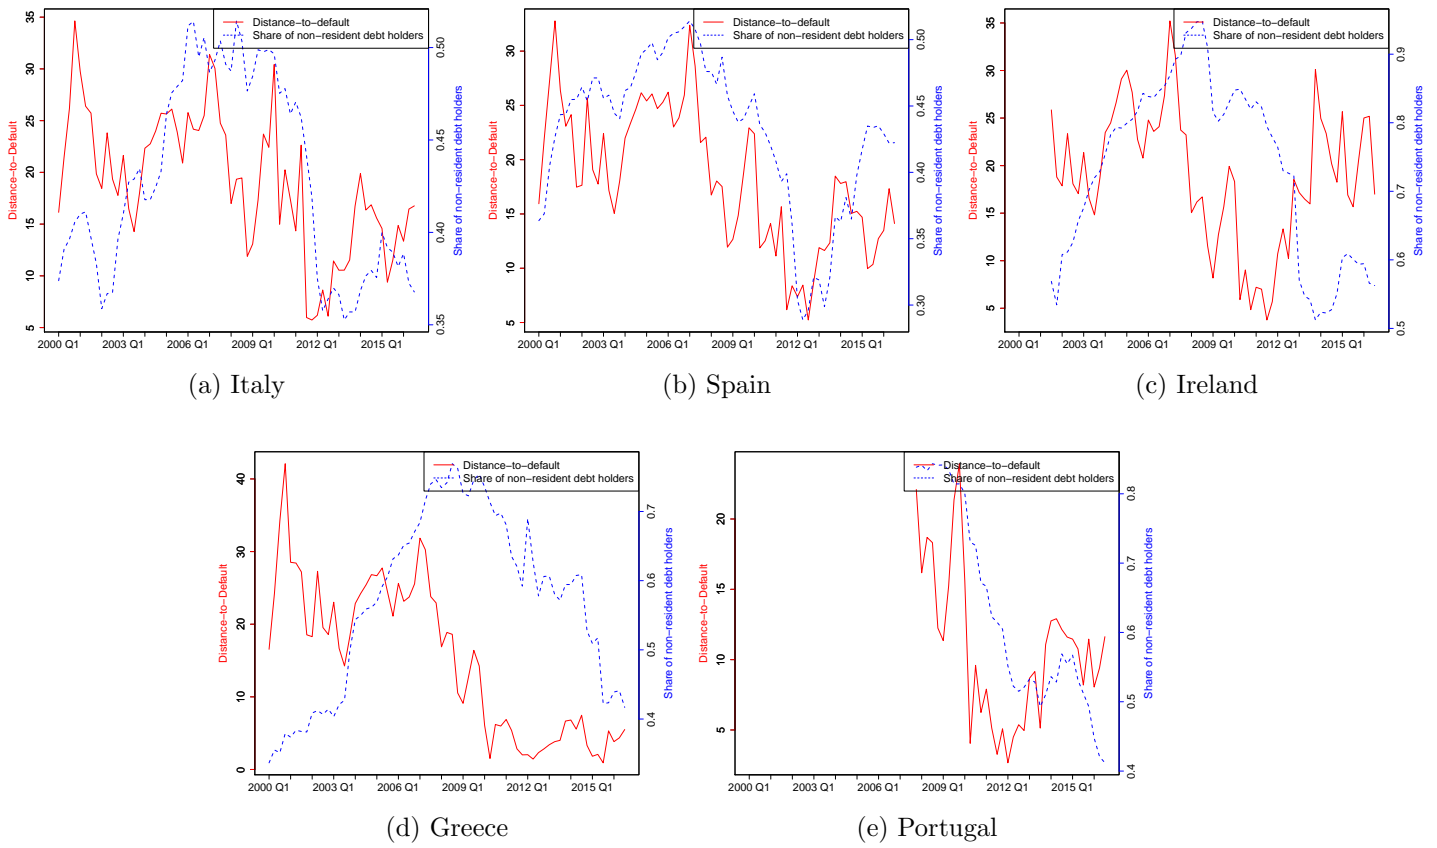 Distance−to−default
Share of non−resident debt holders
Distance−to−Default
5 10 15 20 25 30 35
0.35 0.40 0.45 0.50
Share of non−resident debt holders
2000 Q1 2003 Q1 2006 Q1 2009 Q1 2012 Q1 2015 Q1
(a) Italy
Distance−to−default
Share of non−resident debt holders
Distance−to−Default
5 10 15 20 25 30
0.30 0.35 0.40 0.45 0.50
Share of non−resident debt holders
2000 Q1 2003 Q1 2006 Q1 2009 Q1 2012 Q1 2015 Q1
(b) Spain
Distance−to−default
Share of non−resident debt holders
Distance−to−Default
5 10 15 20 25 30 35
0.5 0.6 0.7 0.8 0.9
Share of non−resident debt holders
2000 Q1 2003 Q1 2006 Q1 2009 Q1 2012 Q1 2015 Q1
(c) Ireland
Distance−to−default
Share of non−resident debt holders
Distance−to−Default
0 10 20 30 40
0.4 0.5 0.6 0.7
Share of non−resident debt holders
2000 Q1 2003 Q1 2006 Q1 2009 Q1 2012 Q1 2015 Q1
(d) Greece
Distance−to−default
Share of non−resident debt holders
Distance−to−Default
5 10 15 20
0.4 0.5 0.6 0.7 0.8
Share of non−resident debt holders
2000 Q1 2003 Q1 2006 Q1 2009 Q1 2012 Q1 2015 Q1
(e) Portugal